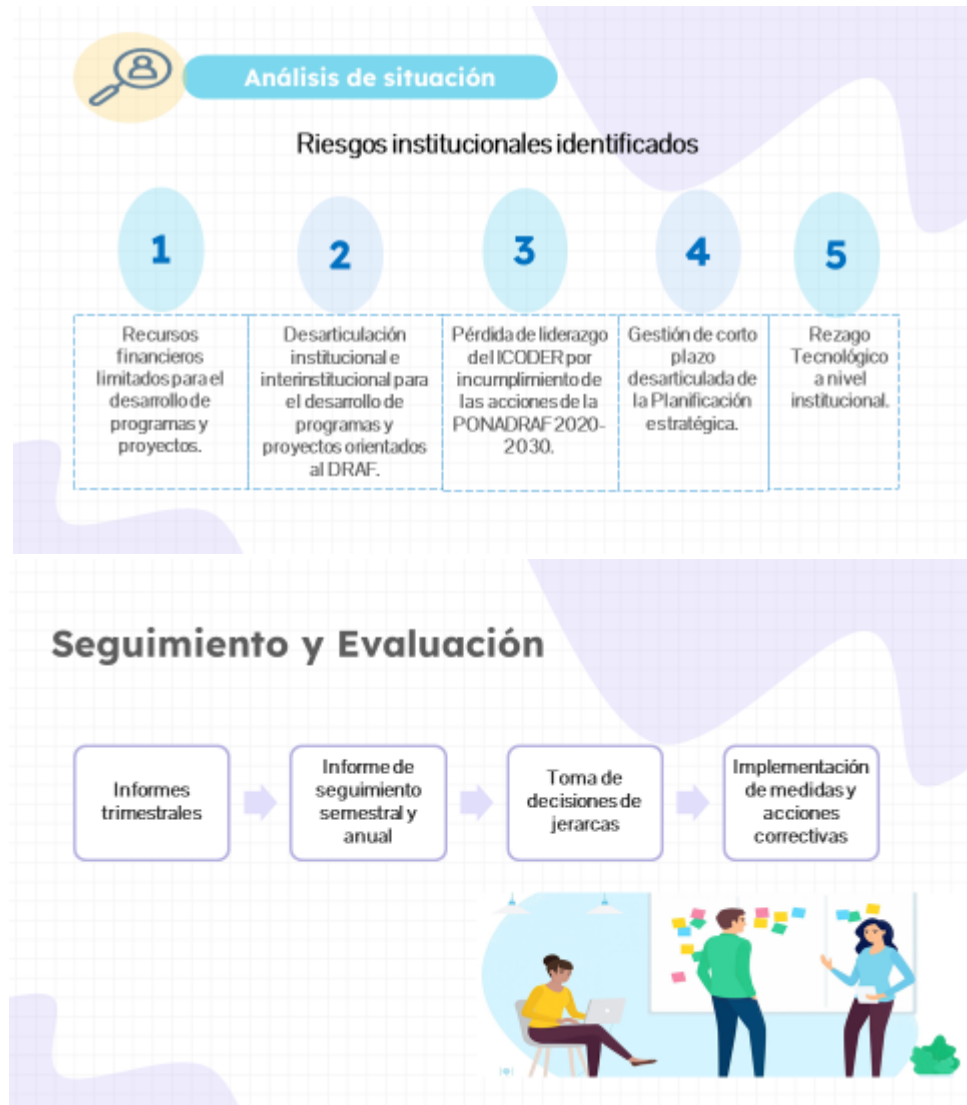 Análisis de situación
Riesgos institucionales identificados
1
Recursos
financieros
limitados para el
desarrollo de
programas y
proyectos.
2
Desarticulación
institucional e
interinstitucional para
el desarrollo de
programas y
proyectos orientados
al DRAF.
3
Pérdida de liderazgo
del ICODER por
incumplimiento de
las acciones de la
PONADRAF 2020-
2030.
4
Gestión de corto
plazo
desarticulada de
la Planificación
estratégica.
5
Rezago
Tecnológico
a nivel
institucional.
Seguimiento y Evaluación
Informes
trimestrales
Informe de
seguimiento
semestral y
anual
Toma de
decisiones de
jerarcas
Implementación
de medidas y
acciones
correctivas